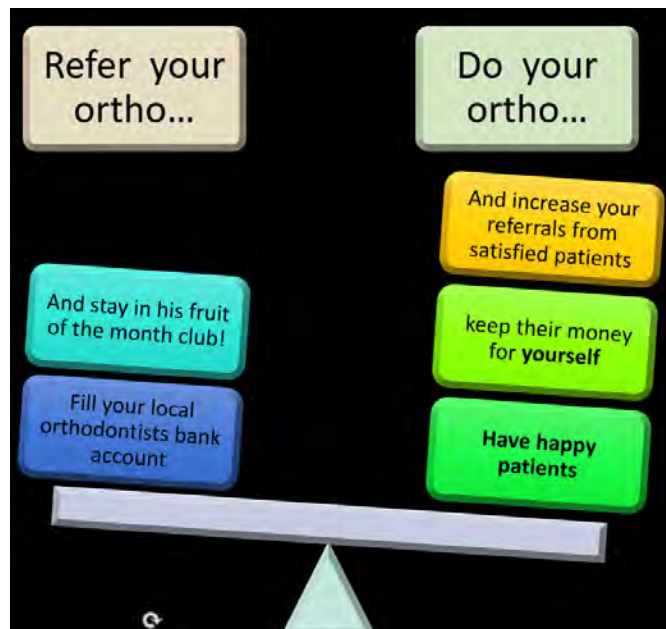 Refer your
ortho...
Do your
ortho...
And increase your
referrals from
satisfied patients
And stay in his fruit
of the month club!
keep their money
for yourself
Fill your local
orthodontists bank
account
Have happy
patients